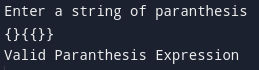 Enter a string of paranthesis
{}{{}}
Valid Paranthesis Expression